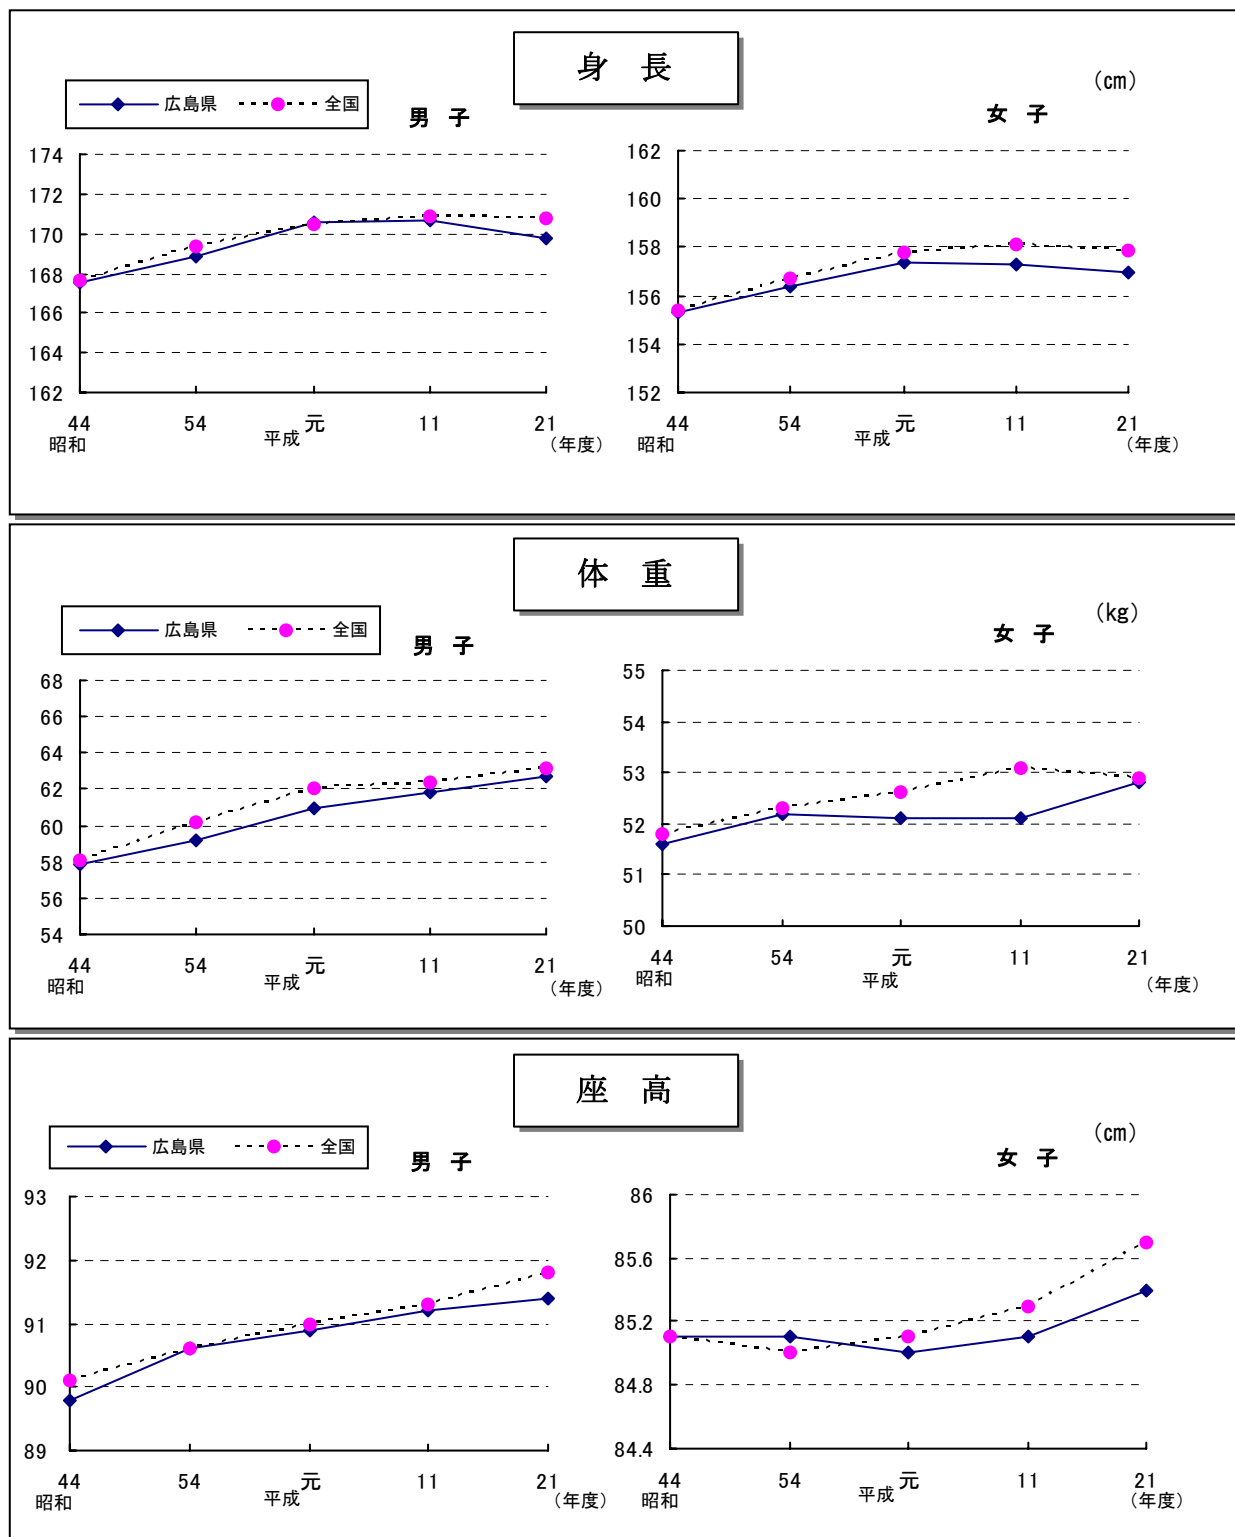 身 長
(cm)
広島県 全国
男 子
女 子
174
172
170
168
166
164
162
44 54 元 11 21
昭和 平成 (年度)
162
160
158
156
154
152
44 54 元 11 21
昭和 平成 (年度)
体 重
(kg)
広島県 全国
男 子
女 子
68
66
64
62
60
58
56
54
44 54 元 11 21
昭和 平成 (年度)
55
54
53
52
51
50
44 54 元 11 21
昭和 平成 (年度)
座 高
(cm)
広島県 全国
男 子
女 子
93
92
91
90
89
44 54 元 11 21
昭和 平成 (年度)
86
85.6
85.2
84.8
84.4
44 54 元 11 21
昭和 平成 (年度)